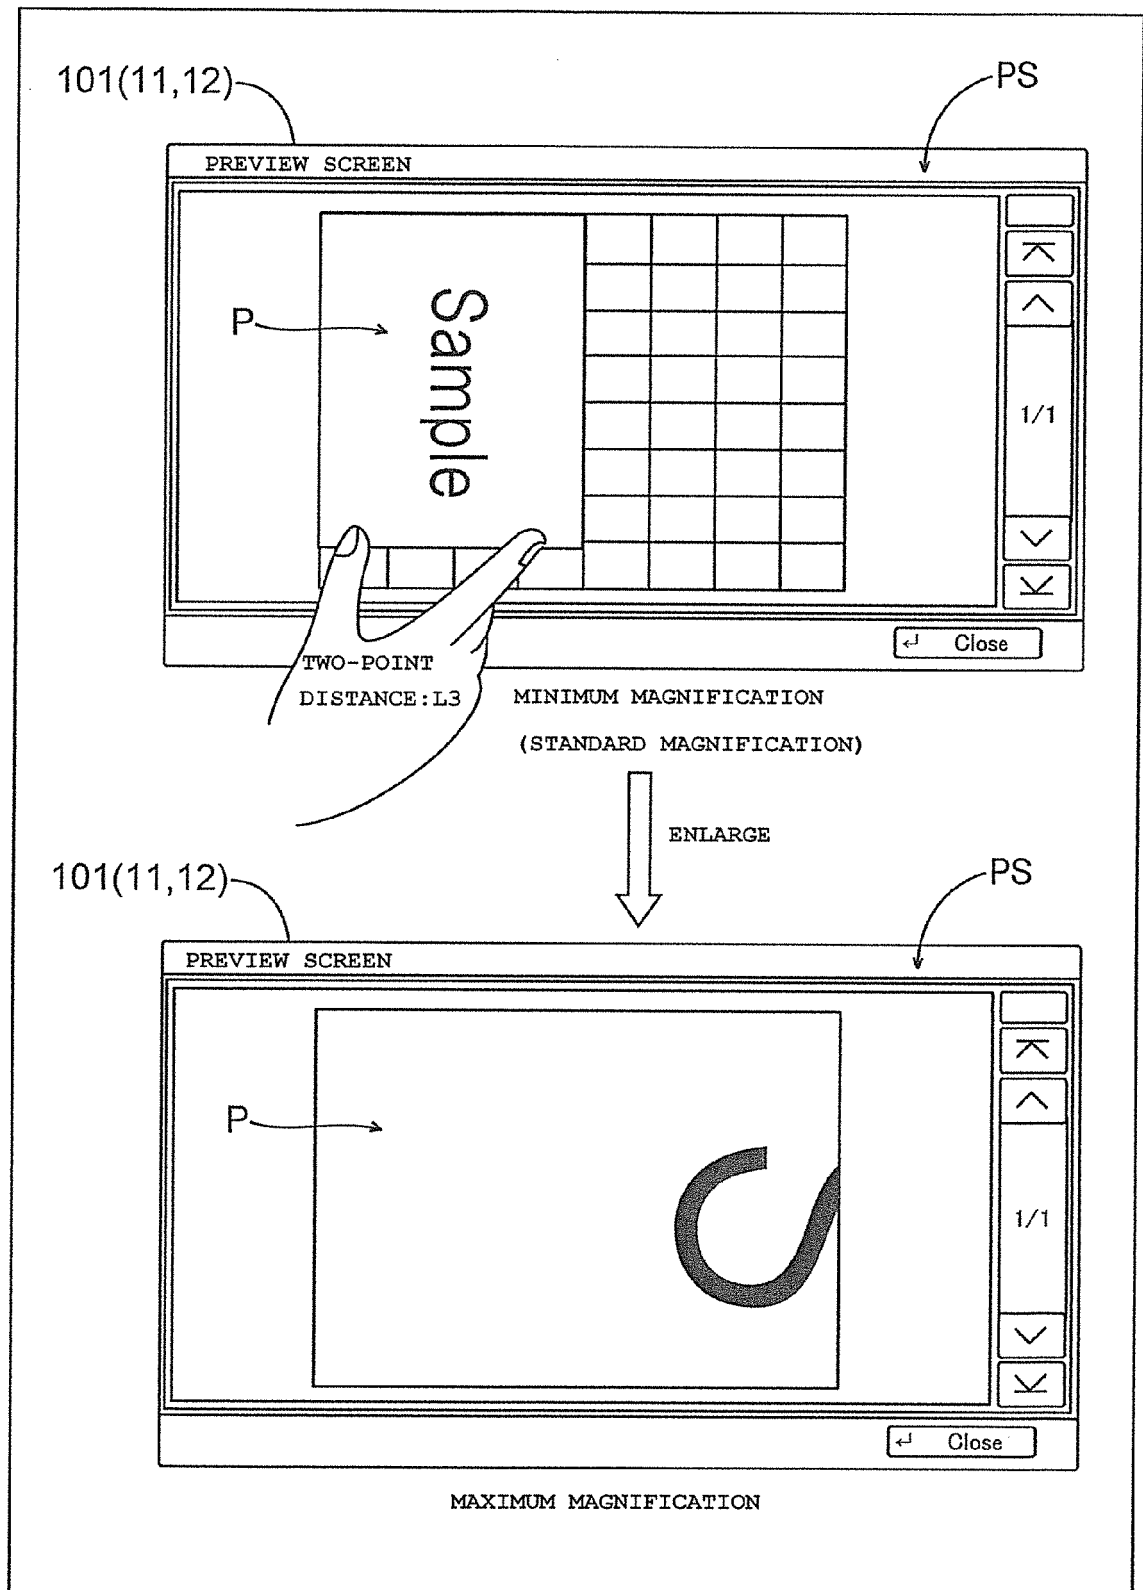 101(11,12)
PS
PREVIEW SCREEN
P
Sample
1/1
Close
TWO-POINT
DISTANCE:L3
MINIMUM MAGNIFICATION
(STANDARD MAGNIFICATION)
ENLARGE
101(11,12)
PS
PREVIEW SCREEN
P
1/1
Close
MAXIMUM MAGNIFICATION